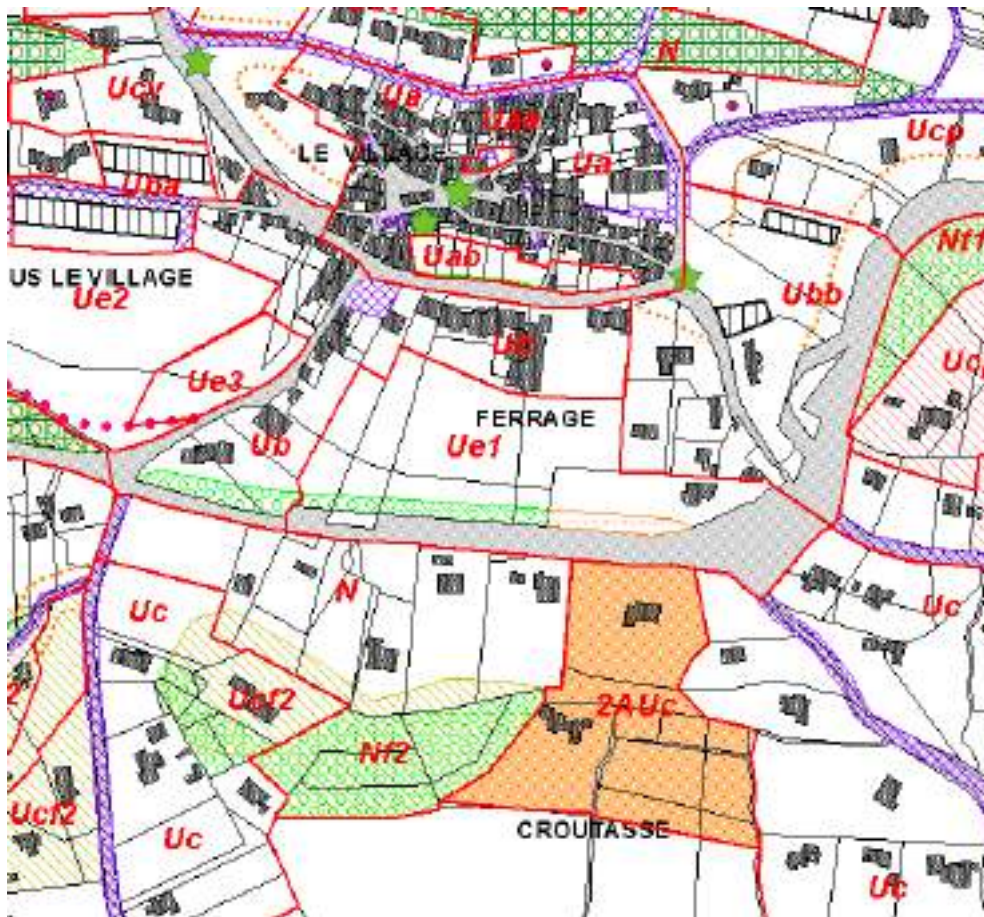 N
Ucv
Ua
Uaa
Ucp
LE VILLAGE
Ua
Uba
Nf1
Uab
US LE VILLAGE
Ue2
Ubb
Ub
Ue3
FERRAGE
Ub
Ue1
N
Uc
Uc
Ucf2
2AUc
Nf2
Ucf2
CROUTASSE
Uc
Uc